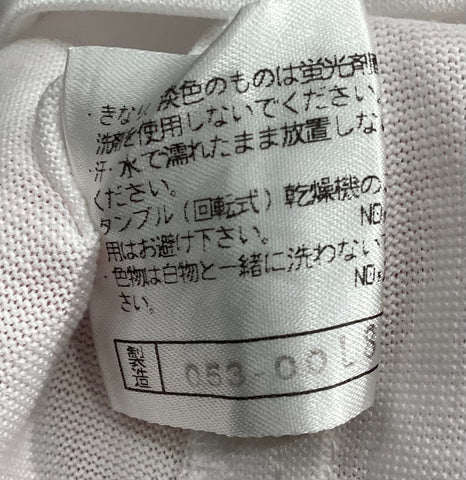 ・きなり、淡色のものは蛍光剤
洗剤を使用しないでください。
・汗・水で濡れたまま放置しな
ください。
タンブル(回転式)乾燥機の
用はお避け下さい。 NO.
・色物は白物と一緒に洗わない
さい。 NO.
製造 053-00LS